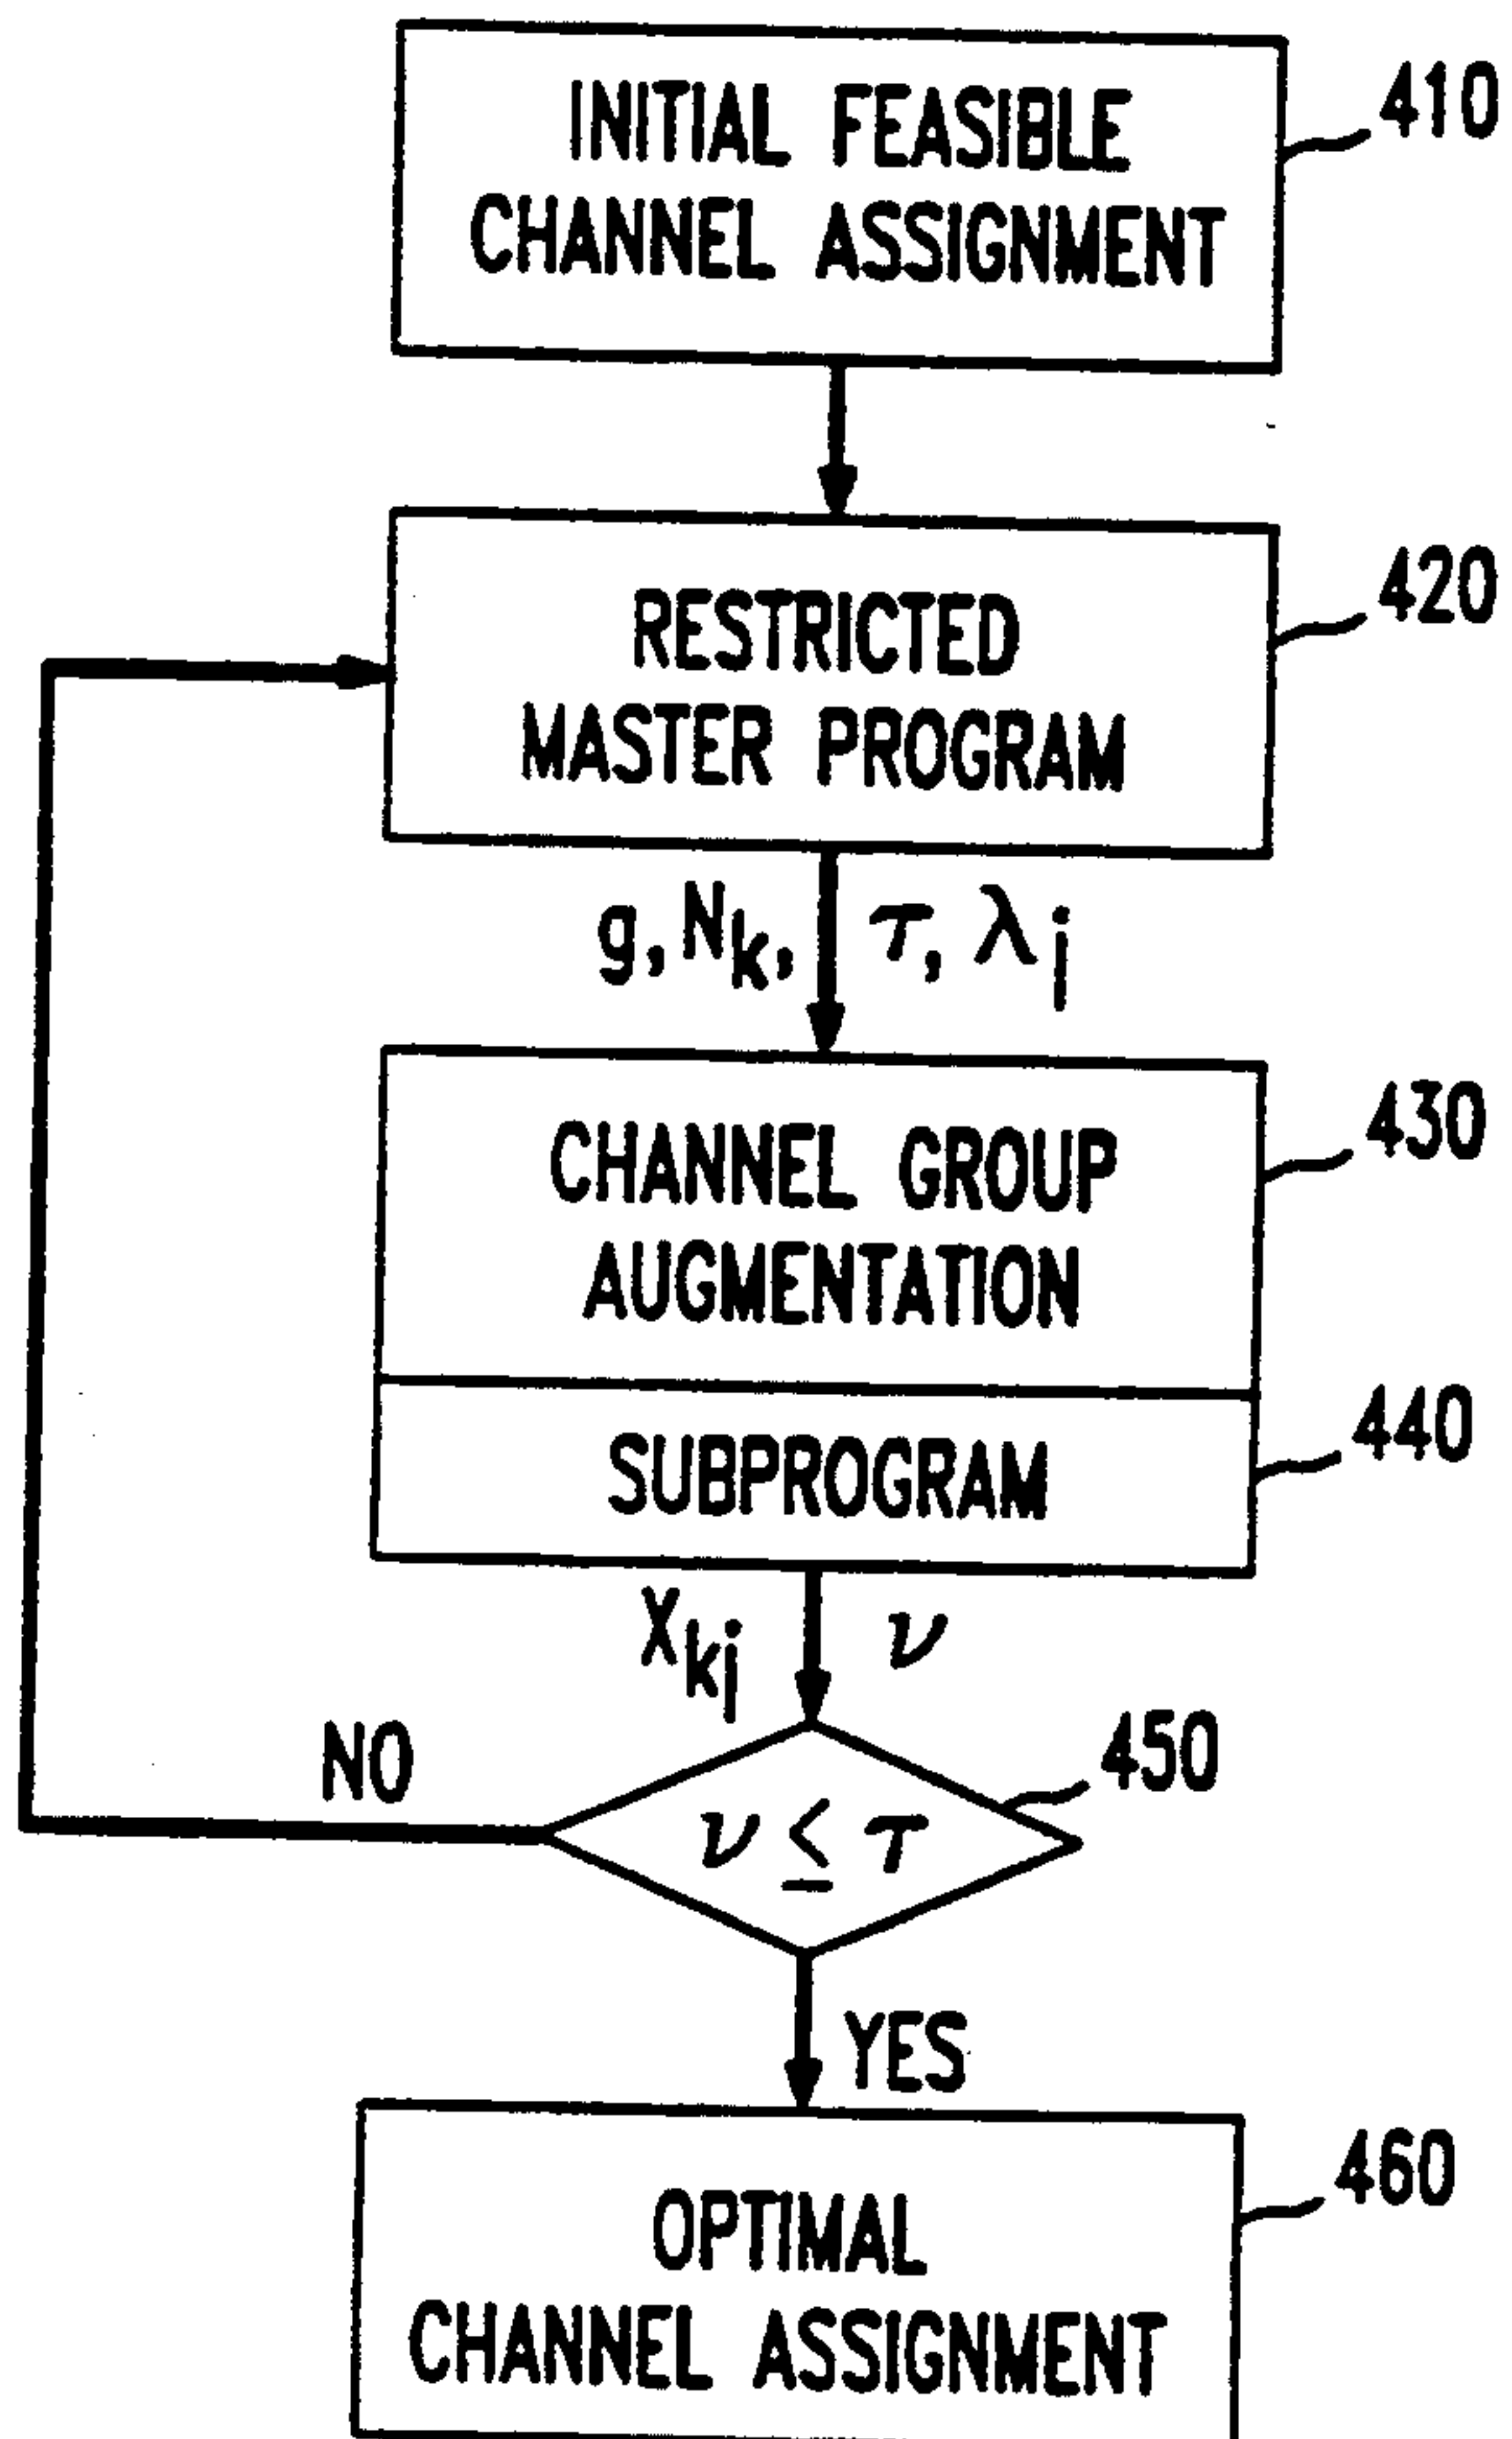 INITIAL FEASIBLE
CHANNEL ASSIGNMENT
410
RESTRICTED
MASTER PROGRAM
420
g, Nk, τ, λj
CHANNEL GROUP
AUGMENTATION
430
SUBPROGRAM
440
Xkj ν
NO
ν ≤ τ
450
YES
OPTIMAL
CHANNEL ASSIGNMENT
460